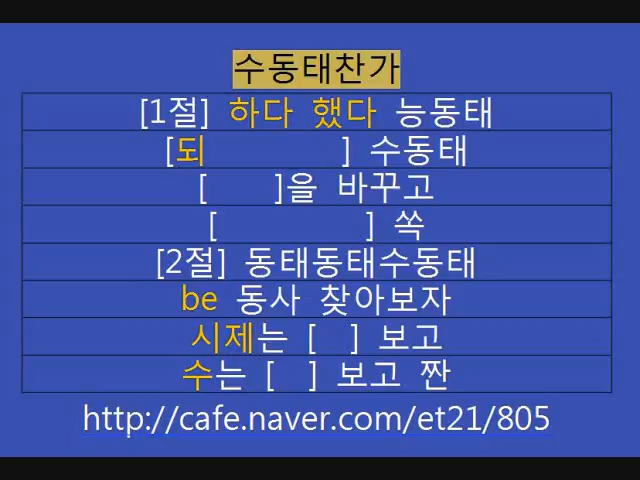 수동태찬가
[1절] 하다 했다 능동태
[되 ] 수동태
[ ]을 바꾸고
[ ] 쏙
[2절] 동태동태수동태
be 동사 찾아보자
시제는 [ ] 보고
수는 [ ] 보고 짠
http://cafe.naver.com/et21/805